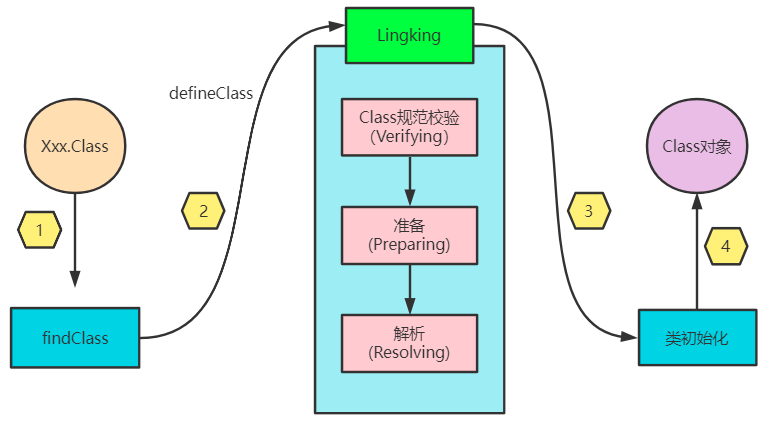 Lingking
defineClass
Xxx.Class
Class规范校验
（Verifying）
Class对象
1
2
准备
(Preparing)
3
4
findClass
解析
(Resolving)
类初始化